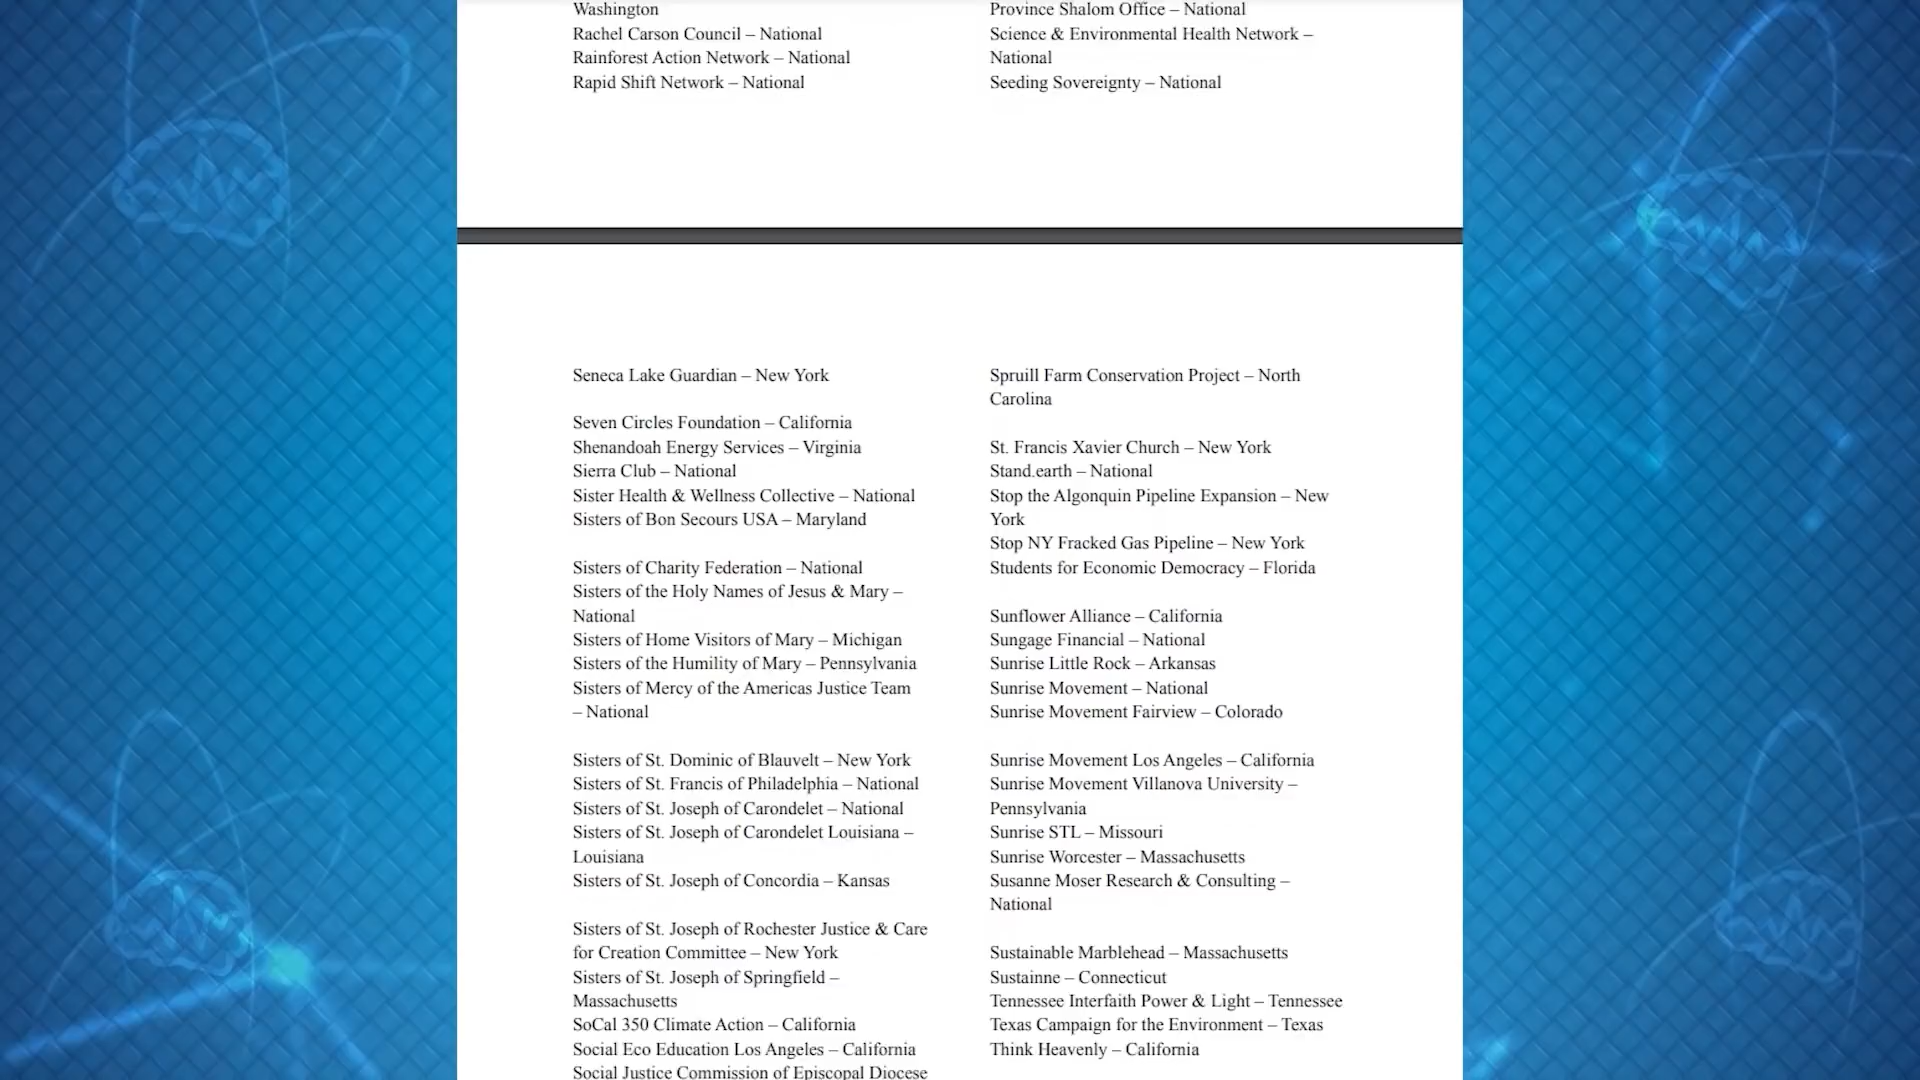 Washington
Rachel Carson Council – National
Rainforest Action Network – National
Rapid Shift Network – National
Province Shalom Office – National
Science & Environmental Health Network –
National
Seeding Sovereignty – National
Seneca Lake Guardian – New York
Seven Circles Foundation – California
Shenandoah Energy Services – Virginia
Sierra Club – National
Sister Health & Wellness Collective – National
Sisters of Bon Secours USA – Maryland
Sisters of Charity Federation – National
Sisters of the Holy Names of Jesus & Mary –
National
Sisters of Home Visitors of Mary – Michigan
Sisters of the Humility of Mary – Pennsylvania
Sisters of Mercy of the Americas Justice Team
– National
Sisters of St. Dominic of Blauvelt – New York
Sisters of St. Francis of Philadelphia – National
Sisters of St. Joseph of Carondelet – National
Sisters of St. Joseph of Carondelet Louisiana –
Louisiana
Sisters of St. Joseph of Concordia – Kansas
Sisters of St. Joseph of Rochester Justice & Care
for Creation Committee – New York
Sisters of St. Joseph of Springfield –
Massachusetts
SoCal 350 Climate Action – California
Social Eco Education Los Angeles – California
Social Justice Commission of Episcopal Diocese
Spruill Farm Conservation Project – North
Carolina
St. Francis Xavier Church – New York
Stand.earth – National
Stop the Algonquin Pipeline Expansion – New
York
Stop NY Fracked Gas Pipeline – New York
Students for Economic Democracy – Florida
Sunflower Alliance – California
Sungage Financial – National
Sunrise Little Rock – Arkansas
Sunrise Movement – National
Sunrise Movement Fairview – Colorado
Sunrise Movement Los Angeles – California
Sunrise Movement Villanova University –
Pennsylvania
Sunrise STL – Missouri
Sunrise Worcester – Massachusetts
Susanne Moser Research & Consulting –
National
Sustainable Marblehead – Massachusetts
Sustainne – Connecticut
Tennessee Interfaith Power & Light – Tennessee
Texas Campaign for the Environment – Texas
Think Heavenly – California